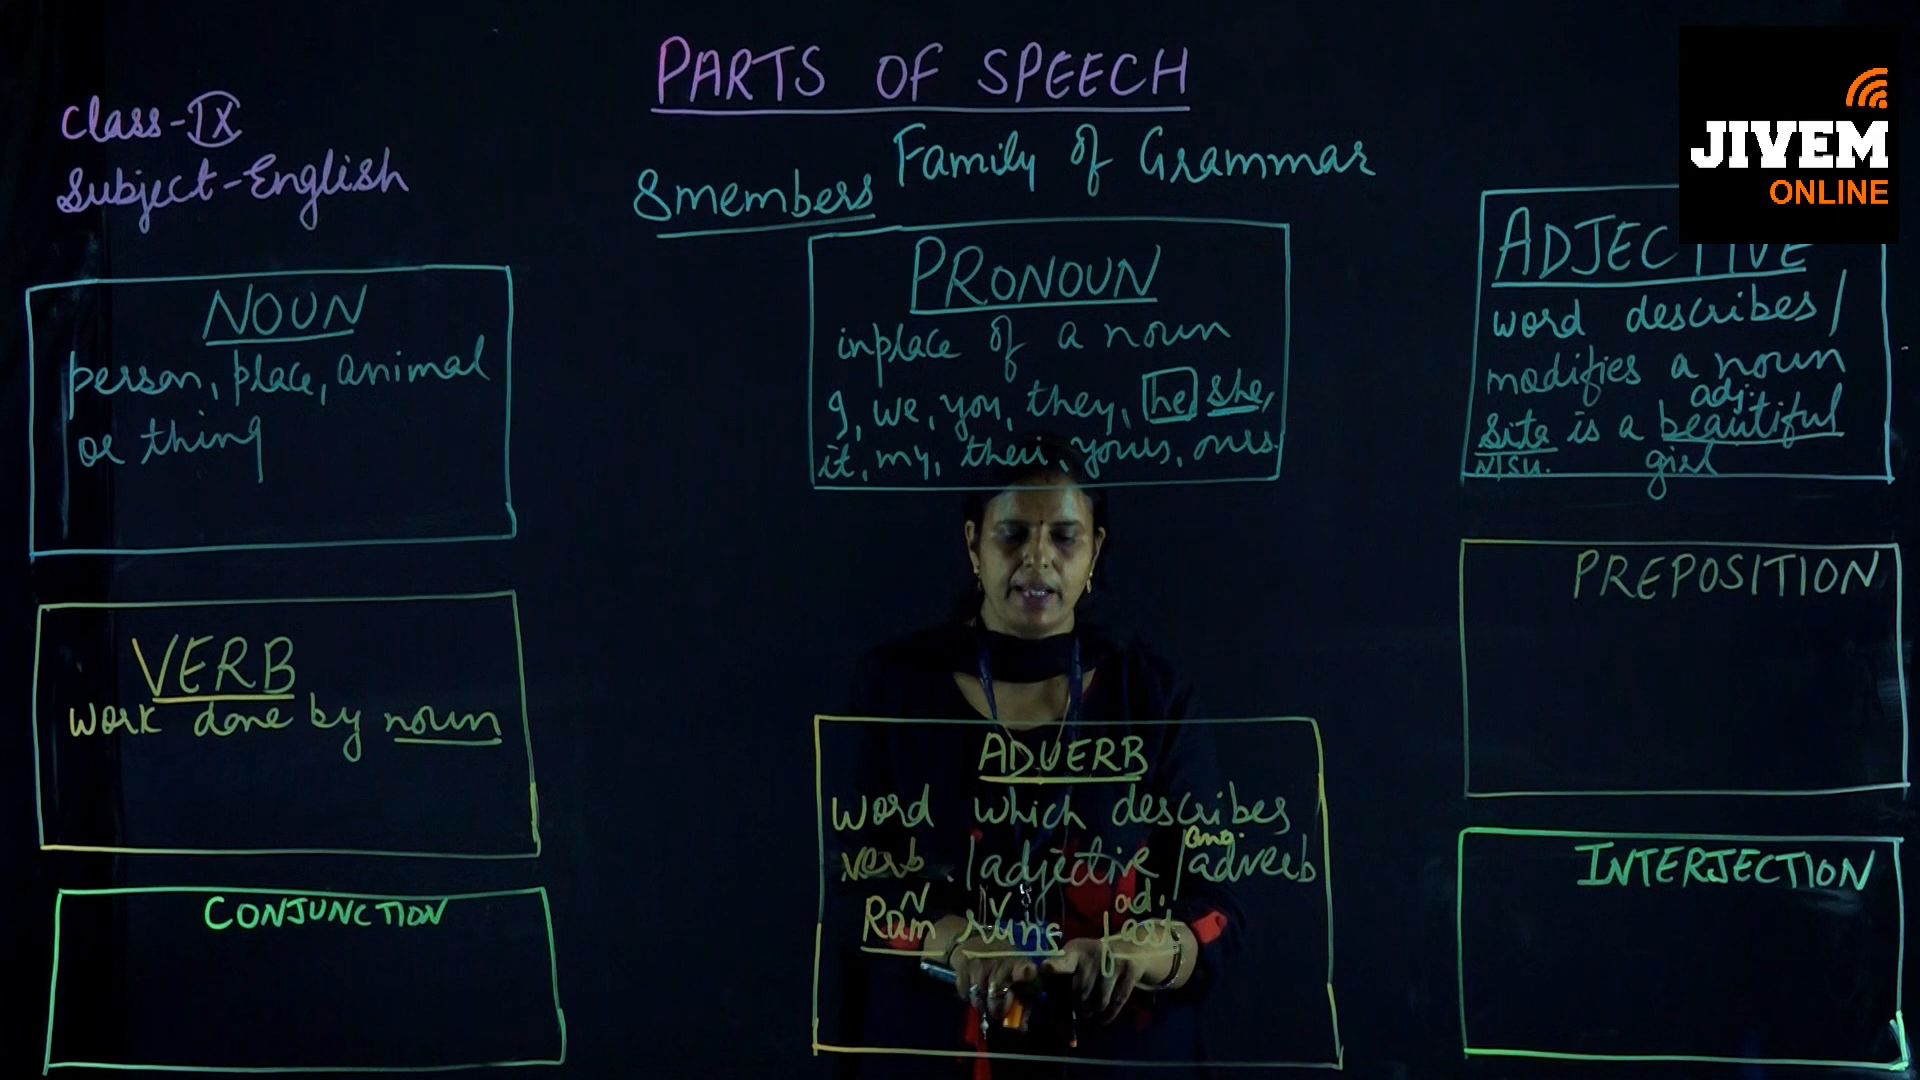 PARTS OF SPEECH
Class-IX
Subject-English
Family of Grammar
8 members
JIVEM
ONLINE
NOUN
person, place, animal
or thing
PRONOUN
inplace of a noun
I, we, you, they, he she,
it, my, their, yours, ours.
ADJECTIVE
word describes/
modifies a noun
adj.
Sita is a beautiful
girl
VERB
work done by noun
ADVERB
word which describes
verb /adjective /adverb
N V ad.
Ram runs fast
PREPOSITION
CONJUNCTION
INTERJECTION